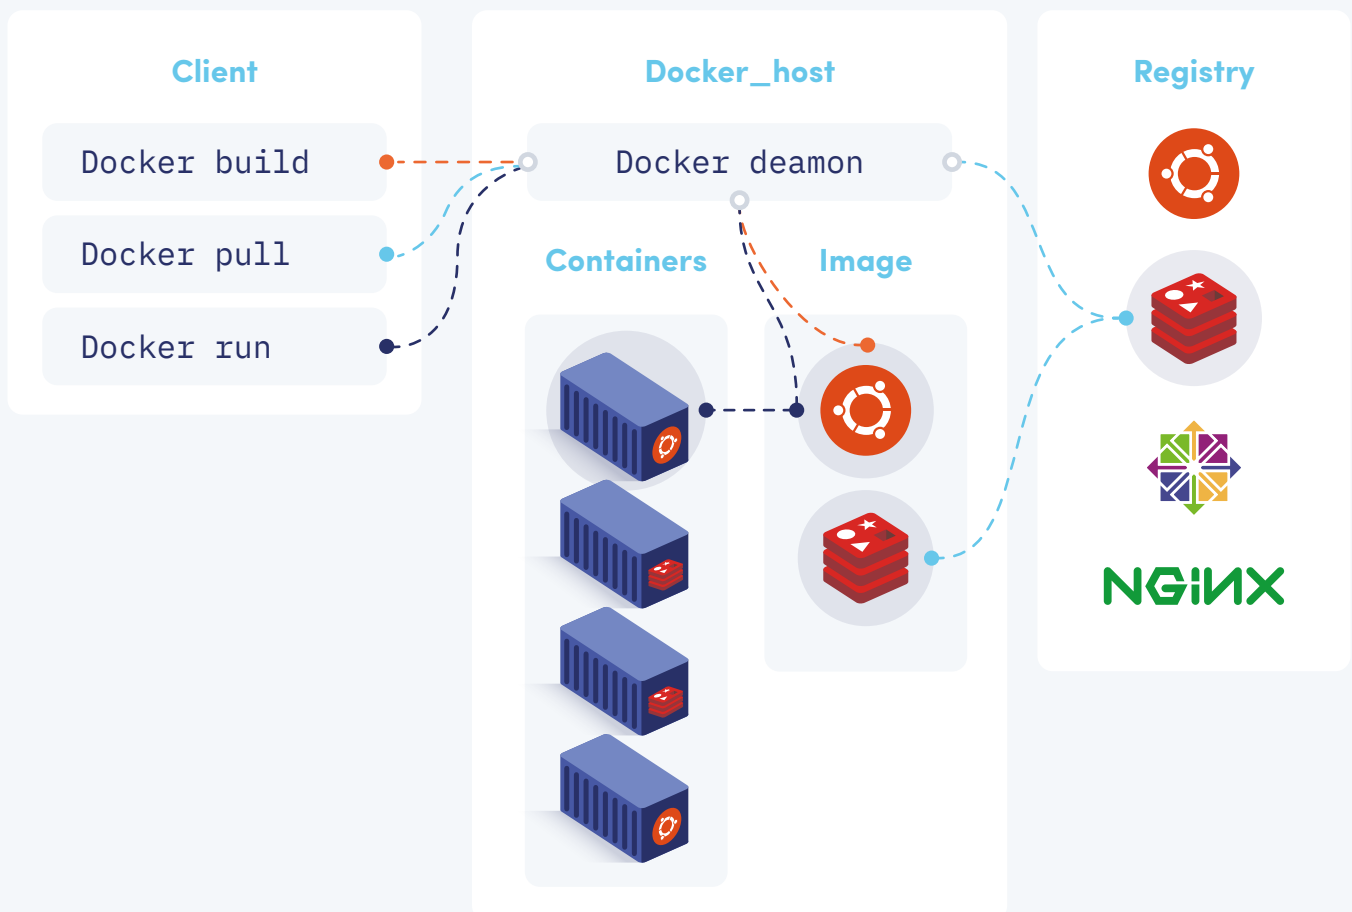 Client
Docker build
Docker pull
Docker run
Docker_host
Docker deamon
Containers
Image
Registry
NGiNX